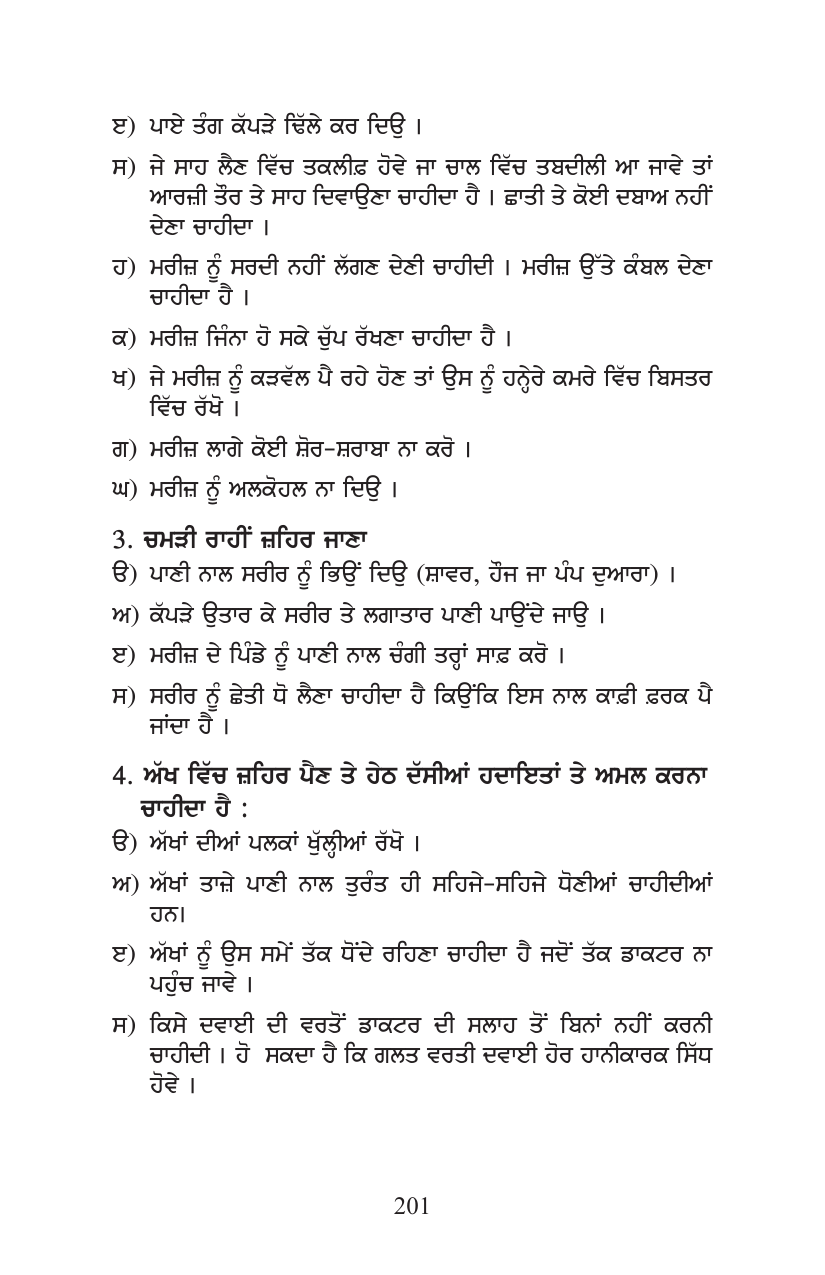 ੲ) ਪਾਏ ਤੰਗ ਕੱਪੜੇ ਢਿੱਲੇ ਕਰ ਦਿਉ ।
ਸ) ਜੇ ਸਾਹ ਲੈਣ ਵਿੱਚ ਤਕਲੀਫ਼ ਹੋਵੇ ਜਾ ਚਾਲ ਵਿੱਚ ਤਬਦੀਲੀ ਆ ਜਾਵੇ ਤਾਂ
ਆਰਜ਼ੀ ਤੌਰ ਤੇ ਸਾਹ ਦਿਵਾਉਣਾ ਚਾਹੀਦਾ ਹੈ । ਛਾਤੀ ਤੇ ਕੋਈ ਦਬਾਅ ਨਹੀਂ
ਦੇਣਾ ਚਾਹੀਦਾ ।
ਹ) ਮਰੀਜ਼ ਨੂੰ ਸਰਦੀ ਨਹੀਂ ਲੱਗਣ ਦੇਣੀ ਚਾਹੀਦੀ । ਮਰੀਜ਼ ਉੱਤੇ ਕੰਬਲ ਦੇਣਾ
ਚਾਹੀਦਾ ਹੈ ।
ਕ) ਮਰੀਜ਼ ਜਿੰਨਾ ਹੋ ਸਕੇ ਚੁੱਪ ਰੱਖਣਾ ਚਾਹੀਦਾ ਹੈ ।
ਖ) ਜੇ ਮਰੀਜ਼ ਨੂੰ ਕੜਵੱਲ ਪੈ ਰਹੇ ਹੋਣ ਤਾਂ ਉਸ ਨੂੰ ਹਨ੍ਹੇਰੇ ਕਮਰੇ ਵਿੱਚ ਬਿਸਤਰ
ਵਿੱਚ ਰੱਖੋ ।
ਗ) ਮਰੀਜ਼ ਲਾਗੇ ਕੋਈ ਸ਼ੋਰ-ਸ਼ਰਾਬਾ ਨਾ ਕਰੋ ।
ਘ) ਮਰੀਜ਼ ਨੂੰ ਅਲਕੋਹਲ ਨਾ ਦਿਉ ।
3. ਚਮੜੀ ਰਾਹੀਂ ਜ਼ਹਿਰ ਜਾਣਾ
ੳ) ਪਾਣੀ ਨਾਲ ਸਰੀਰ ਨੂੰ ਭਿਉਂ ਦਿਉ (ਸ਼ਾਵਰ, ਹੌਜ ਜਾ ਪੰਪ ਦੁਆਰਾ) ।
ਅ) ਕੱਪੜੇ ਉਤਾਰ ਕੇ ਸਰੀਰ ਤੇ ਲਗਾਤਾਰ ਪਾਣੀ ਪਾਉਂਦੇ ਜਾਉ ।
ੲ) ਮਰੀਜ਼ ਦੇ ਪਿੰਡੇ ਨੂੰ ਪਾਣੀ ਨਾਲ ਚੰਗੀ ਤਰ੍ਹਾਂ ਸਾਫ਼ ਕਰੋ ।
ਸ) ਸਰੀਰ ਨੂੰ ਛੇਤੀ ਧੋ ਲੈਣਾ ਚਾਹੀਦਾ ਹੈ ਕਿਉਂਕਿ ਇਸ ਨਾਲ ਕਾਫ਼ੀ ਫ਼ਰਕ ਪੈ
ਜਾਂਦਾ ਹੈ ।
4. ਅੱਖ ਵਿੱਚ ਜ਼ਹਿਰ ਪੈਣ ਤੇ ਹੇਠ ਦੱਸੀਆਂ ਹਦਾਇਤਾਂ ਤੇ ਅਮਲ ਕਰਨਾ
ਚਾਹੀਦਾ ਹੈ :
ੳ) ਅੱਖਾਂ ਦੀਆਂ ਪਲਕਾਂ ਖੁੱਲ੍ਹੀਆਂ ਰੱਖੋ ।
ਅ) ਅੱਖਾਂ ਤਾਜ਼ੇ ਪਾਣੀ ਨਾਲ ਤੁਰੰਤ ਹੀ ਸਹਿਜੇ-ਸਹਿਜੇ ਧੋਣੀਆਂ ਚਾਹੀਦੀਆਂ
ਹਨ।
ੲ) ਅੱਖਾਂ ਨੂੰ ਉਸ ਸਮੇਂ ਤੱਕ ਧੋਂਦੇ ਰਹਿਣਾ ਚਾਹੀਦਾ ਹੈ ਜਦੋਂ ਤੱਕ ਡਾਕਟਰ ਨਾ
ਪਹੁੰਚ ਜਾਵੇ ।
ਸ) ਕਿਸੇ ਦਵਾਈ ਦੀ ਵਰਤੋਂ ਡਾਕਟਰ ਦੀ ਸਲਾਹ ਤੋਂ ਬਿਨਾਂ ਨਹੀਂ ਕਰਨੀ
ਚਾਹੀਦੀ । ਹੋ ਸਕਦਾ ਹੈ ਕਿ ਗਲਤ ਵਰਤੀ ਦਵਾਈ ਹੋਰ ਹਾਨੀਕਾਰਕ ਸਿੱਧ
ਹੋਵੇ ।
201